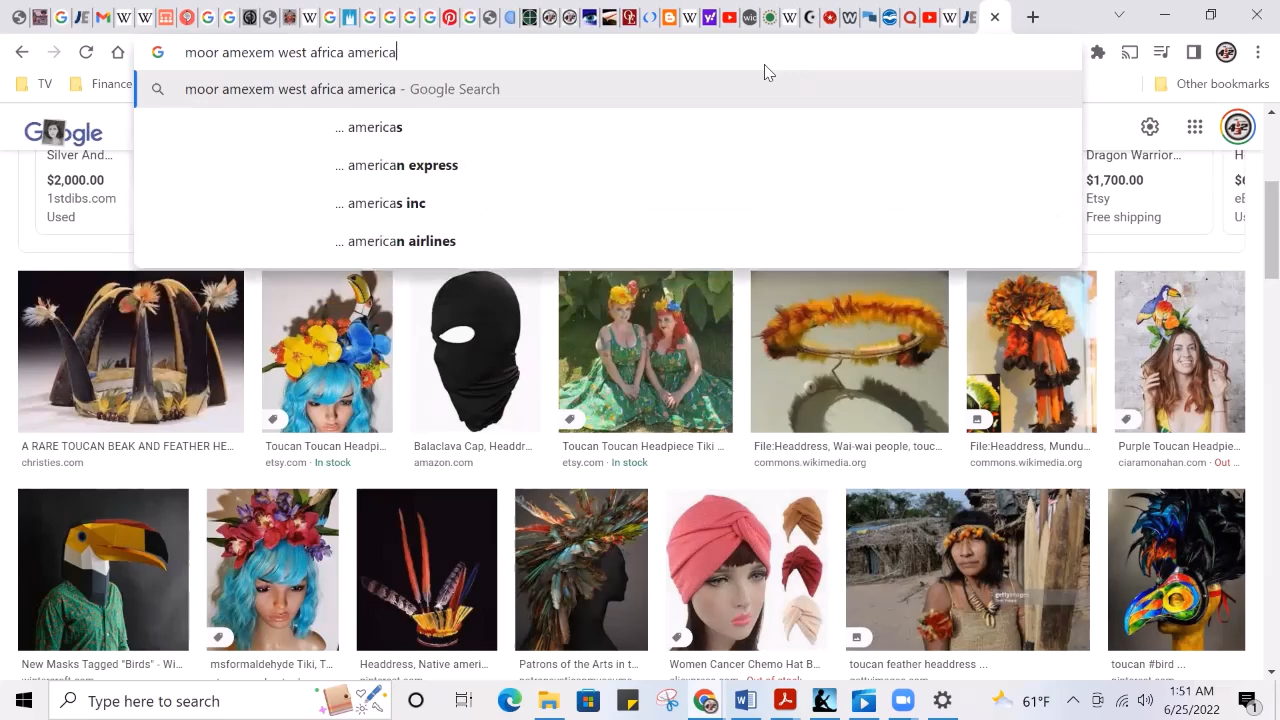 moor amexem west africa america
TV
Finance
Other bookmarks
moor amexem west africa america - Google Search
... americas
... american express
... americas inc
... american airlines
Google
Silver And...
$2,000.00
1stdibs.com
Used
Dragon Warrior...
$1,700.00
Etsy
Free shipping
A RARE TOUCAN BEAK AND FEATHER HE...
christies.com
Toucan Toucan Headpi...
etsy.com · In stock
Balaclava Cap, Headdr...
amazon.com
Toucan Toucan Headpiece Tiki ...
etsy.com · In stock
File:Headdress, Wai-wai people, touc...
commons.wikimedia.org
File:Headdress, Mundu...
commons.wikimedia.org
Purple Toucan Headpie...
ciaramonahan.com · Out ...
gettyimages
New Masks Tagged "Birds" - Wi...
msformaldehyde Tiki, T...
Headdress, Native ameri...
Patrons of the Arts in t...
Women Cancer Chemo Hat B...
toucan feather headdress ...
toucan #bird ...
Type here to search
61°F
1:51 AM
6/25/2022